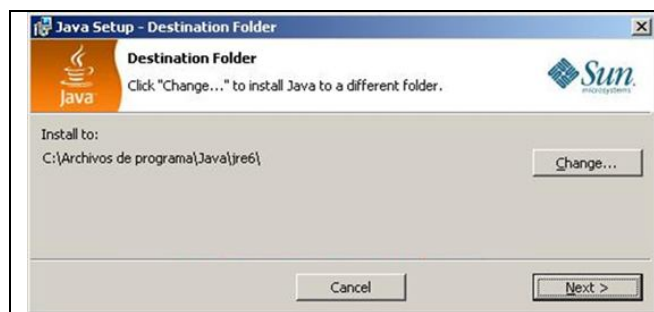 Java Setup - Destination Folder
Destination Folder
Click "Change..." to install Java to a different folder.
Java
Sun
microsystems
Install to:
C:\Archivos de programa\Java\jre6\
Change...
Cancel
Next >